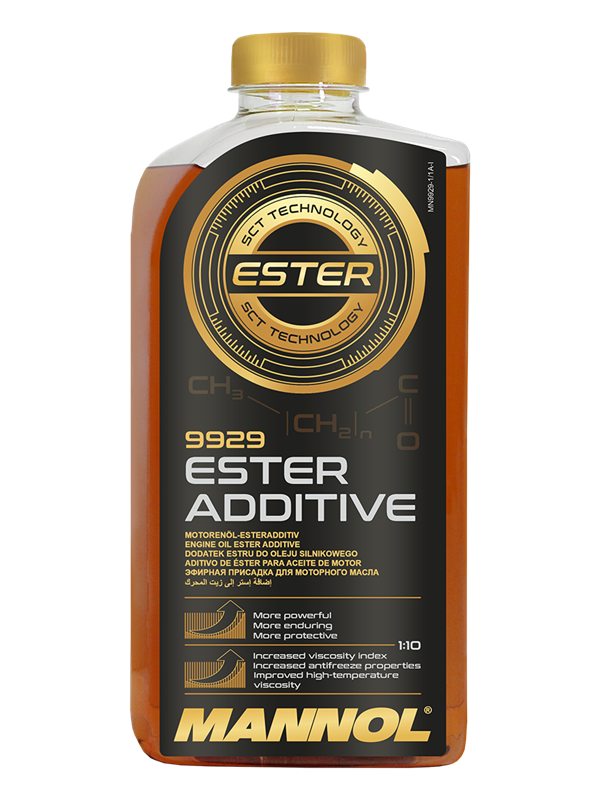 MN9929-1/1A-I
SCT TECHNOLOGY
ESTER
SCT TECHNOLOGY
CH3
|CH2|n
C
O
9929
ESTER
ADDITIVE
MOTORENÖL-ESTERADDITIV
ENGINE OIL ESTER ADDITIVE
DODATEK ESTRU DO OLEJU SILNIKOWEGO
ADITIVO DE ÉSTER PARA ACEITE DE MOTOR
ЭФИРНАЯ ПРИСАДКА ДЛЯ МОТОРНОГО МАСЛА
إضافة إستر إلى زيت المحرك
More powerful
More enduring
More protective
1:10
Increased viscosity index
Increased antifreeze properties
Improved high-temperature
viscosity
MANNOL®